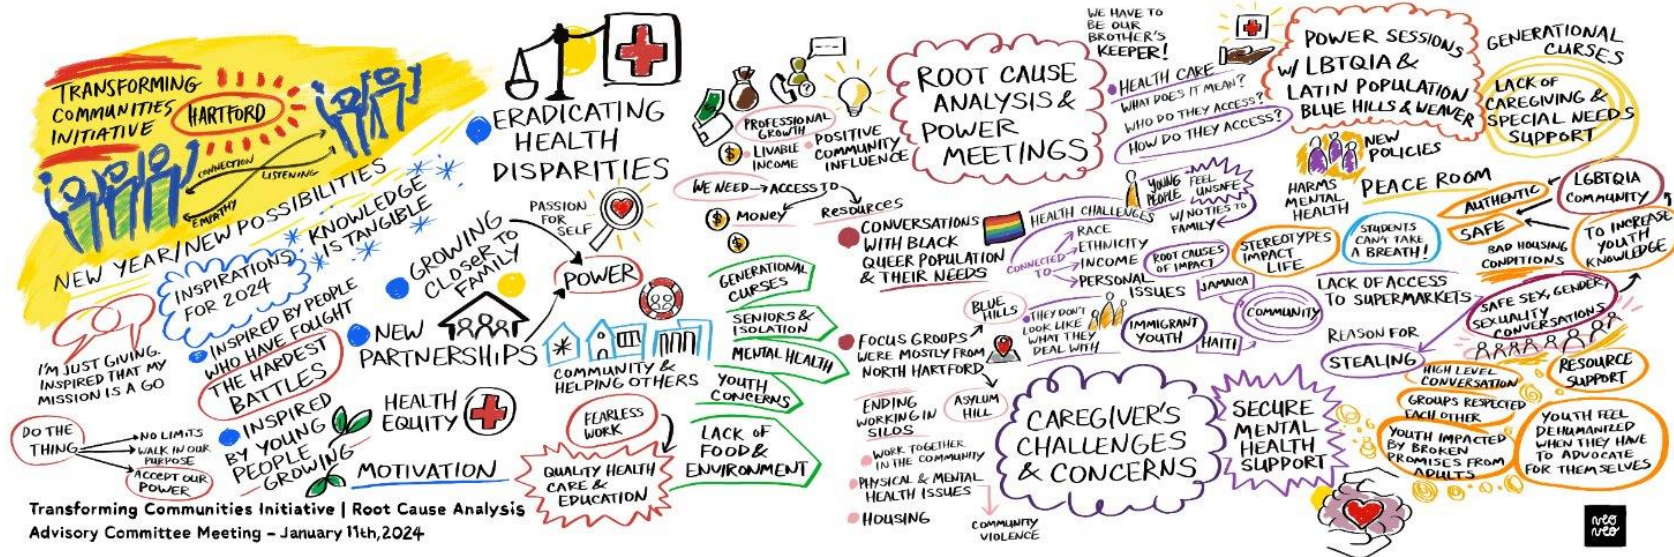 TRANSFORMING
COMMUNITIES
INITIATIVE
HARTFORD
CONNECTION
LISTENING
EMPATHY
NEW YEAR/NEW POSSIBILITIES
INSPIRATIONS
FOR 2024
KNOWLEDGE
IS TANGIBLE
I'M JUST GIVING.
INSPIRED THAT MY
MISSION IS A GO
INSPIRED BY PEOPLE
WHO HAVE FOUGHT
THE HARDEST
BATTLES
DO THE
THING
NO LIMITS
WALK IN OUR
PURPOSE
ACCEPT OUR
POWER
INSPIRED
BY YOUNG
PEOPLE
GROWING
Transforming Communities Initiative | Root Cause Analysis
Advisory Committee Meeting - January 11th, 2024
ERADICATING
HEALTH
DISPARITIES
GROWING
CLOSER TO
FAMILY
PASSION
FOR
SELF
POWER
NEW
PARTNERSHIPS
COMMUNITY &
HELPING OTHERS
HEALTH
EQUITY
MOTIVATION
FEARLESS
WORK
QUALITY HEALTH
CARE &
EDUCATION
GENERATIONAL
CURSES
SENIORS &
ISOLATION
MENTAL HEALTH
YOUTH
CONCERNS
LACK OF
FOOD &
ENVIRONMENT
$
PROFESSIONAL
GROWTH
LIVABLE
INCOME
POSITIVE
COMMUNITY
INFLUENCE
WE NEED
ACCESS TO
$
MONEY
$
RESOURCES
ROOT CAUSE
ANALYSIS &
POWER
MEETINGS
CONVERSATIONS
WITH BLACK
QUEER POPULATION
& THEIR NEEDS
FOCUS GROUPS
WERE MOSTLY FROM
NORTH HARTFORD
BLUE
HILLS
ASYLUM
HILL
ENDING
WORKING IN
SILOS
WORK TOGETHER
IN THE COMMUNITY
PHYSICAL & MENTAL
HEALTH ISSUES
HOUSING
COMMUNITY
VIOLENCE
WE HAVE TO
BE OUR
BROTHER'S
KEEPER!
HEALTH CARE
WHAT DOES IT MEAN?
WHO DO THEY ACCESS?
HOW DO THEY ACCESS?
YOUNG
PEOPLE
FEEL
UNSAFE
W/ NO TIES TO
FAMILY
HEALTH CHALLENGES
CONNECTED
TO
RACE
ETHNICITY
INCOME
PERSONAL
ISSUES
ROOT CAUSES
OF IMPACT
THEY DON'T
LOOK LIKE
WHAT THEY
DEAL WITH
IMMIGRANT
YOUTH
JAMAICA
HAITI
COMMUNITY
CAREGIVER'S
CHALLENGES
& CONCERNS
SECURE
MENTAL
HEALTH
SUPPORT
POWER SESSIONS
W/ LBTQIA &
LATIN POPULATION
BLUE HILLS & WEAVER
GENERATIONAL
CURSES
LACK OF
CAREGIVING &
SPECIAL NEEDS
SUPPORT
NEW
POLICIES
HARMS
MENTAL
HEALTH
PEACE ROOM
STEREOTYPES
IMPACT
LIFE
STUDENTS
CAN'T TAKE
A BREATH!
AUTHENTIC
SAFE
LGBTQIA
COMMUNITY
BAD HOUSING
CONDITIONS
TO INCREASE
YOUTH
KNOWLEDGE
LACK OF ACCESS
TO SUPERMARKETS
SAFE SEX, GENDER,
SEXUALITY
CONVERSATIONS
REASON FOR
STEALING
HIGH LEVEL
CONVERSATION
GROUPS RESPECTED
EACH OTHER
RESOURCE
SUPPORT
YOUTH IMPACTED
BY BROKEN
PROMISES FROM
ADULTS
YOUTH FEEL
DEHUMANIZED
WHEN THEY HAVE
TO ADVOCATE
FOR THEMSELVES
veo
veo